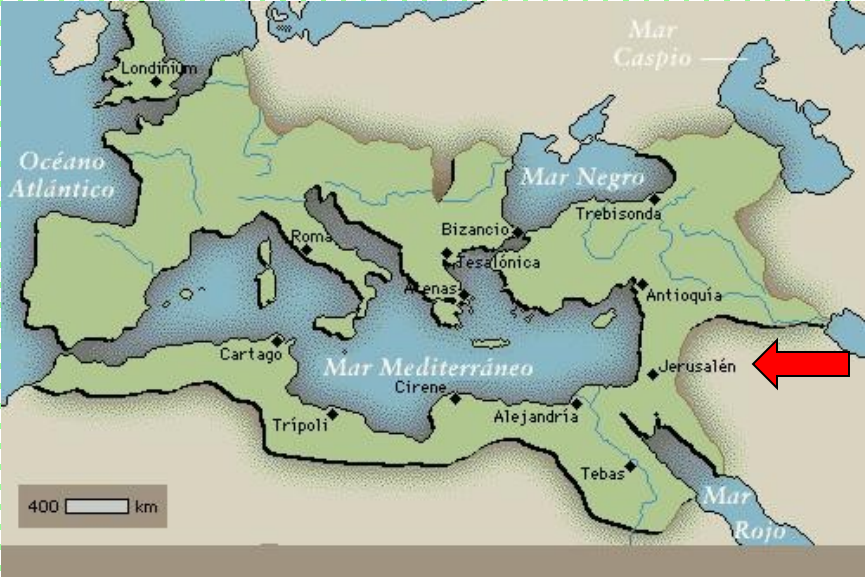 Mar
Caspio
Londinium
Océano
Atlántico
Mar Negro
Trebisonda
Bizancio
Roma
Tesalónica
Atenas
Antioquía
Cartago
Mar Mediterráneo
Jerusalén
Cirene
Trípoli
Alejandría
Tebas
Mar
Rojo
400 km